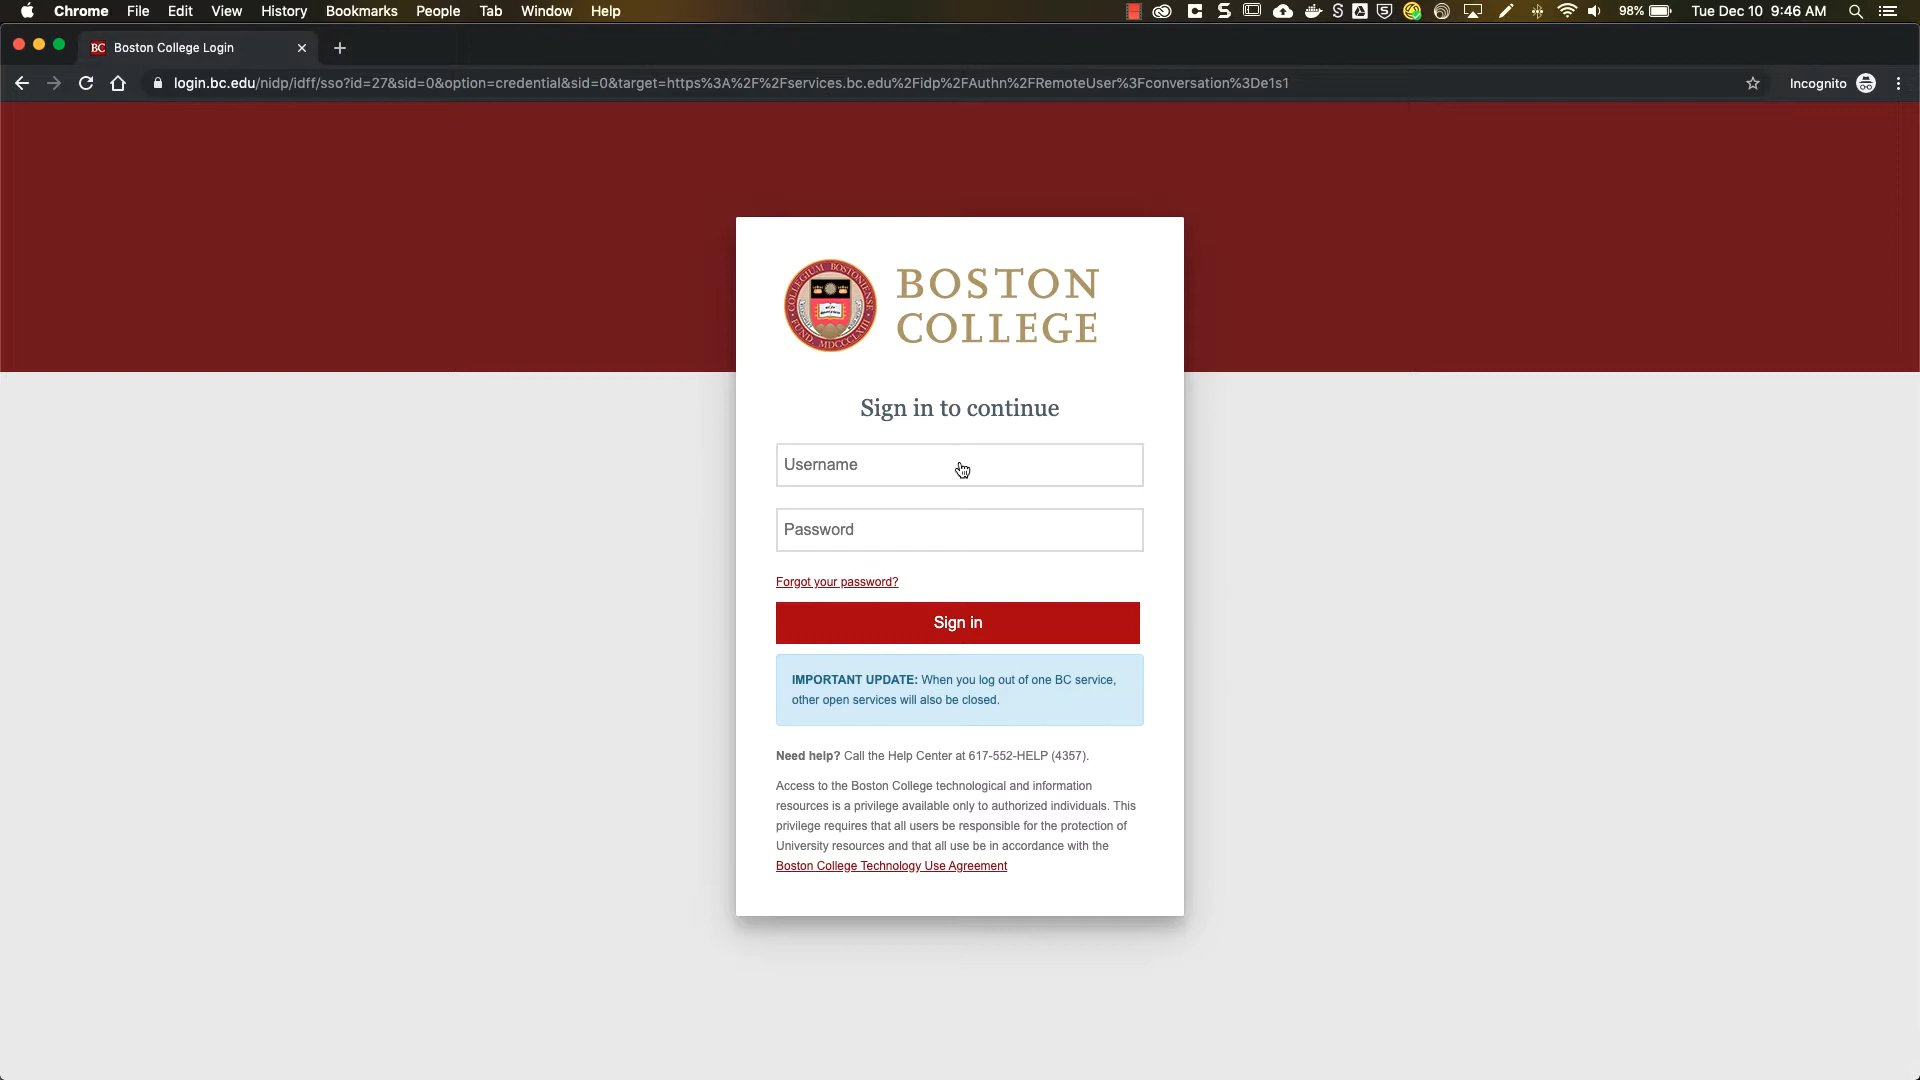 Chrome File Edit View History Bookmarks People Tab Window Help 98% Tue Dec 10 9:46 AM
BC Boston College Login
login.bc.edu/nidp/idff/sso?id=27&sid=0&option=credential&sid=0&target=https%3A%2F%2Fservices.bc.edu%2Fidp%2FAuthn%2FRemoteUser%3Fconversation%3De1s1 Incognito
COLLEGIUM BOSTONIENSE FUND. MDCCCLXIII
BOSTON
COLLEGE
Sign in to continue
Username
Password
Forgot your password?
Sign in
IMPORTANT UPDATE: When you log out of one BC service,
other open services will also be closed.
Need help? Call the Help Center at 617-552-HELP (4357).
Access to the Boston College technological and information
resources is a privilege available only to authorized individuals. This
privilege requires that all users be responsible for the protection of
University resources and that all use be in accordance with the
Boston College Technology Use Agreement